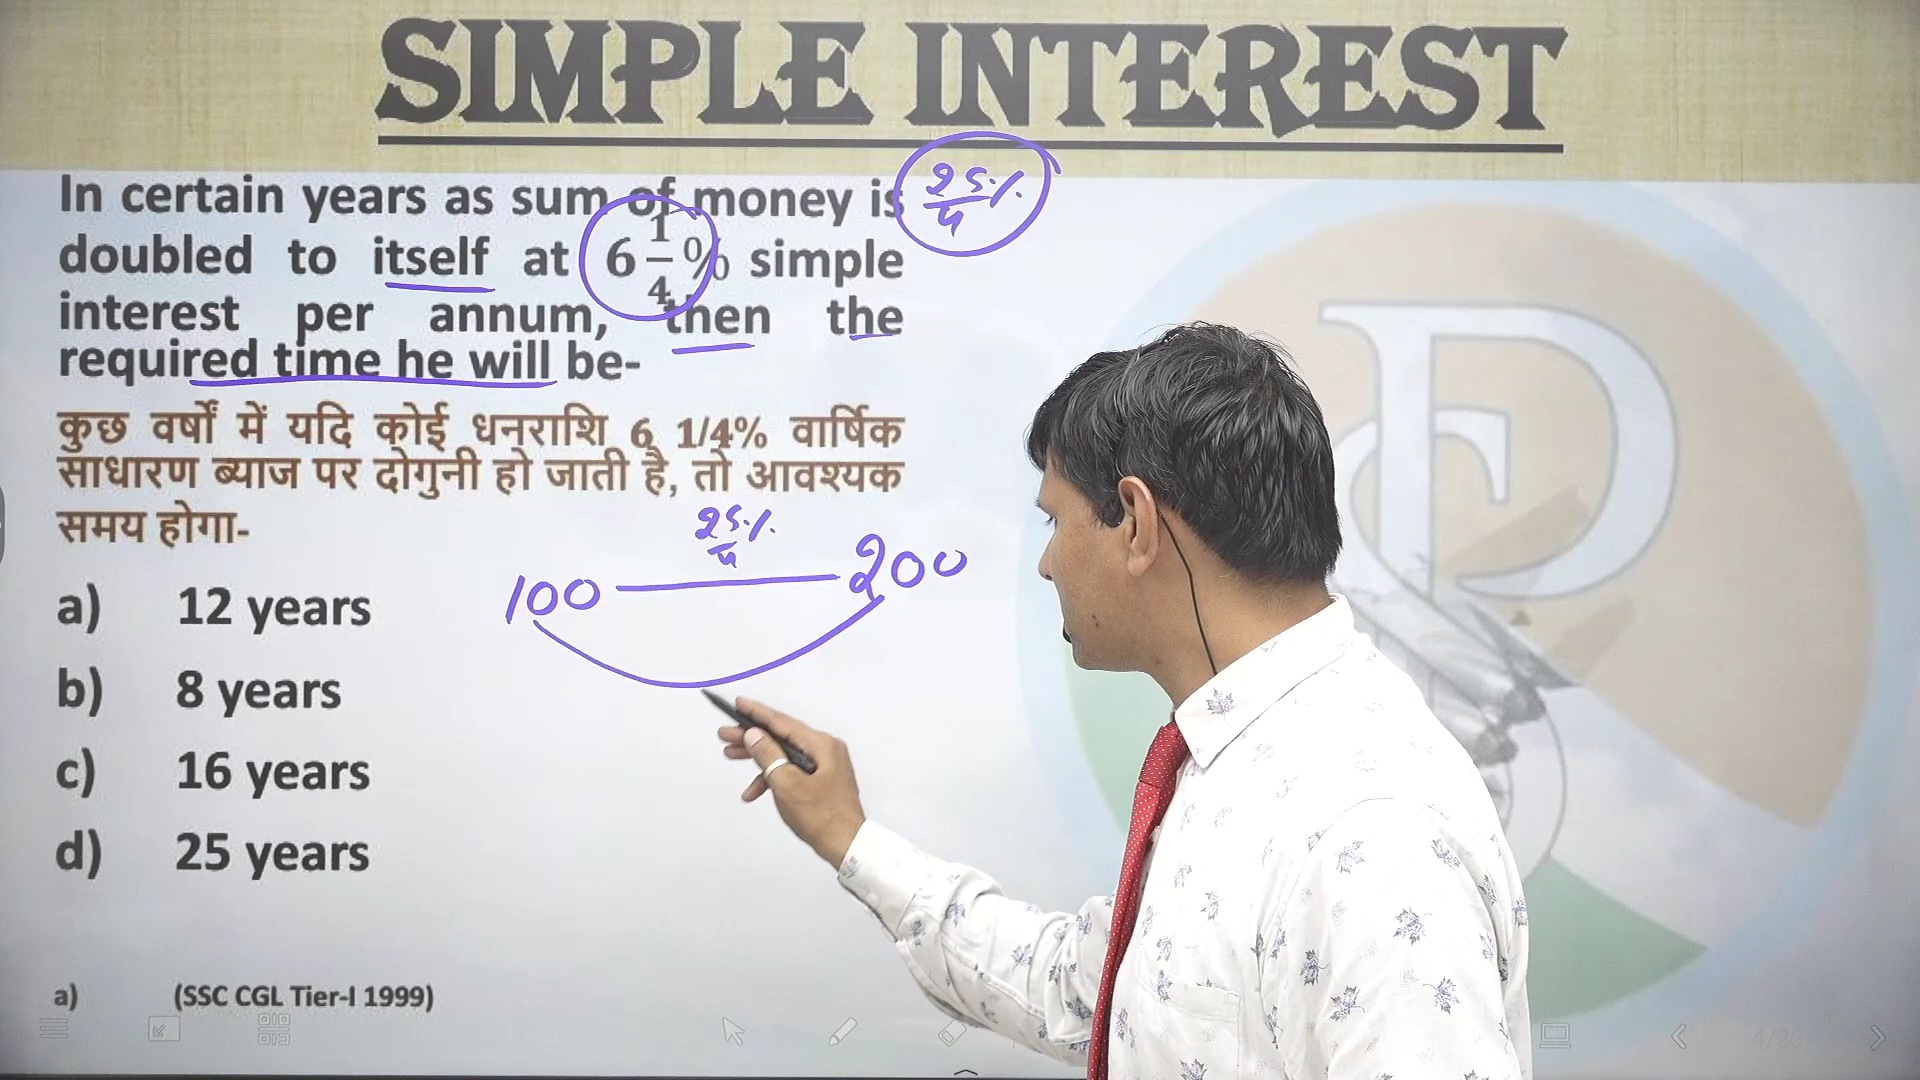 SIMPLE INTEREST
In certain years as sum of money is
25%
4
doubled to itself at 6 1/4 % simple
interest per annum, then the
required time he will be-
कुछ वर्षों में यदि कोई धनराशि 6 1/4% वार्षिक
साधारण ब्याज पर दोगुनी हो जाती है, तो आवश्यक
समय होगा-
25%
4
100 200
a) 12 years
b) 8 years
c) 16 years
d) 25 years
a) (SSC CGL Tier-I 1999)